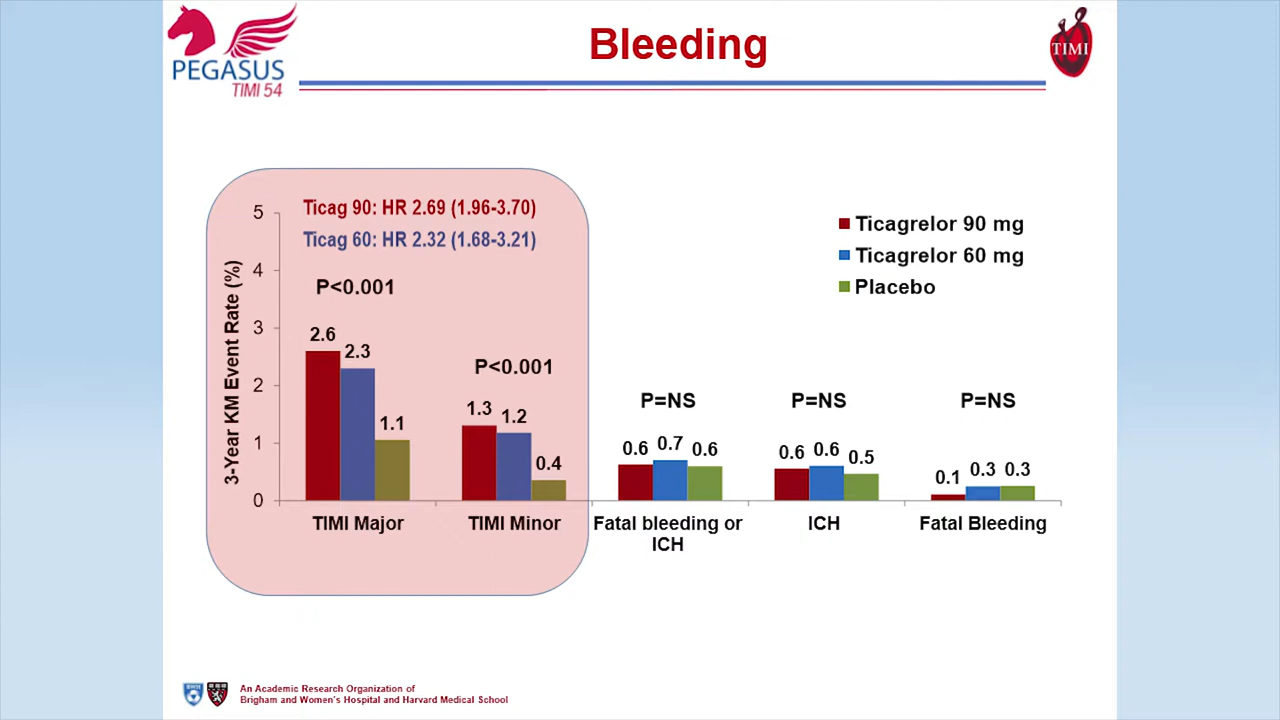 PEGASUS
TIMI 54
Bleeding
TIMI
Ticag 90: HR 2.69 (1.96-3.70)
Ticag 60: HR 2.32 (1.68-3.21)
Ticagrelor 90 mg
Ticagrelor 60 mg
Placebo
3-Year KM Event Rate (%)
5
4
3
2
1
0
P<0.001
2.6
2.3
1.1
P<0.001
1.3
1.2
0.4
P=NS
0.6
0.7
0.6
P=NS
0.6
0.6
0.5
P=NS
0.1
0.3
0.3
TIMI Major
TIMI Minor
Fatal bleeding or
ICH
ICH
Fatal Bleeding
An Academic Research Organization of
Brigham and Women's Hospital and Harvard Medical School